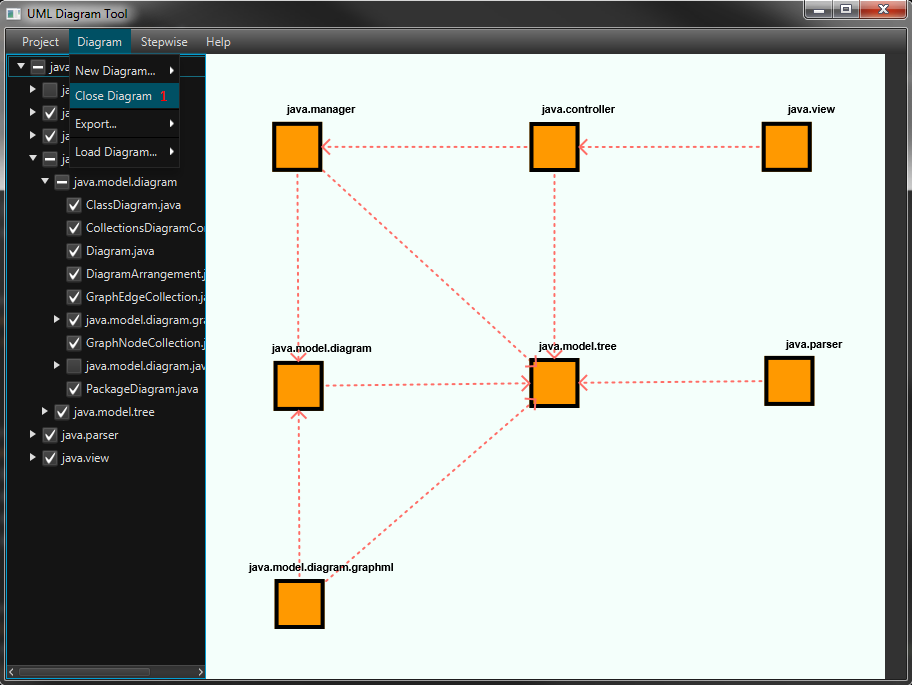 UML Diagram Tool
Project Diagram Stepwise Help
New Diagram...
Close Diagram 1
Export...
Load Diagram...
java
java.model.diagram
ClassDiagram.java
CollectionsDiagramCo
Diagram.java
DiagramArrangement.j
GraphEdgeCollection.ja
java.model.diagram.gra
GraphNodeCollection.j
java.model.diagram.jav
PackageDiagram.java
java.model.tree
java.parser
java.view
java.manager
java.controller
java.view
java.model.diagram
java.model.tree
java.parser
java.model.diagram.graphml